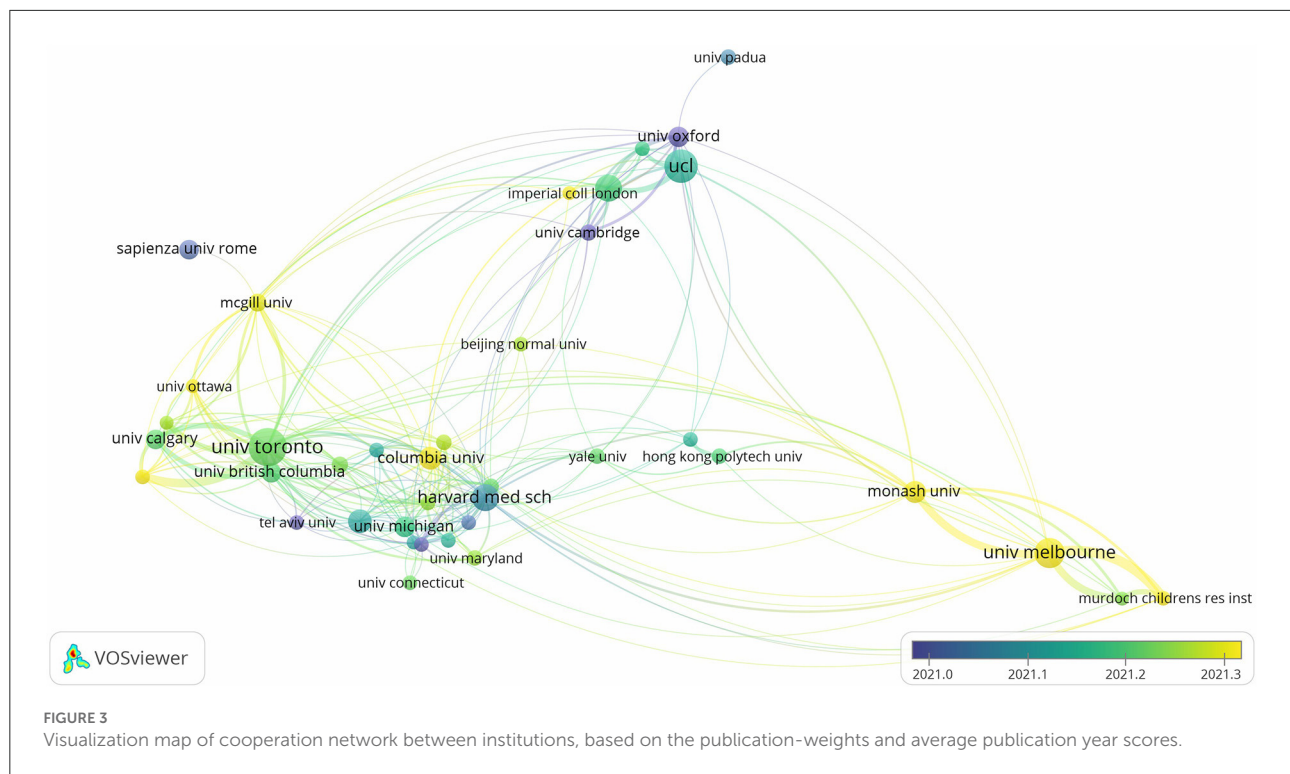 univ padua
univ oxford
ucl
imperial coll london
univ cambridge
sapienza univ rome
mcgill univ
beijing normal univ
univ ottawa
univ calgary
univ toronto
columbia univ
yale univ
hong kong polytech univ
univ british columbia
monash univ
harvard med sch
tel aviv univ
univ michigan
univ melbourne
univ maryland
univ connecticut
murdoch childrens res inst
VOSviewer
2021.0 2021.1 2021.2 2021.3
FIGURE 3
Visualization map of cooperation network between institutions, based on the publication-weights and average publication year scores.